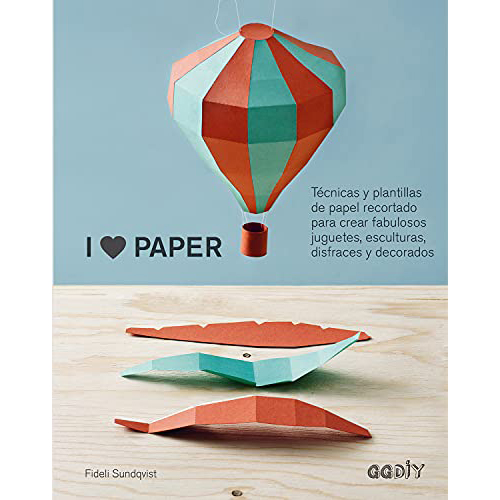 Técnicas y plantillas
de papel recortado
para crear fabulosos
juguetes, esculturas,
disfraces y decorados
I ♥ PAPER
Fideli Sundqvist
GGDIY